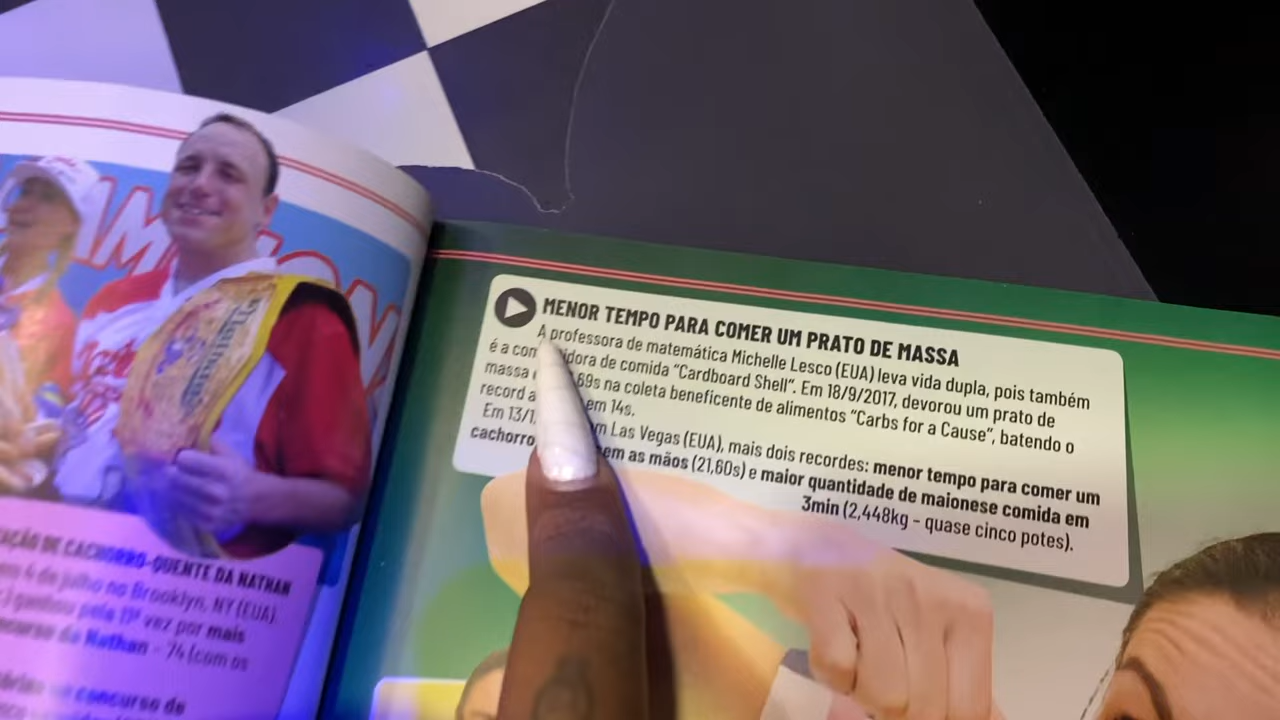 MENOR TEMPO PARA COMER UM PRATO DE MASSA
A professora de matemática Michelle Lesco (EUA) leva vida dupla, pois também
é a com idora de comida “Cardboard Shell”. Em 18/9/2017, devorou um prato de
massa 69s na coleta beneficente de alimentos “Carbs for a Cause”, batendo o
record a em 14s.
Em 13/1 m Las Vegas (EUA), mais dois recordes: menor tempo para comer um
cachorro em as mãos (21,60s) e maior quantidade de maionese comida em
3min (2,448kg – quase cinco potes).
AÇÃO DE CACHORRO-QUENTE DA NATHAN
em 4 de julho no Brooklyn, NY (EUA)
ganhou pela 11ª vez por mais
concurso da Nathan – 74 (com os
concurso de